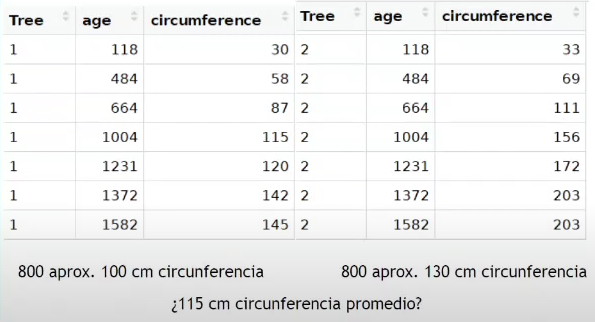 Tree age circumference Tree age circumference
1 118 30 2 118 33
1 484 58 2 484 69
1 664 87 2 664 111
1 1004 115 2 1004 156
1 1231 120 2 1231 172
1 1372 142 2 1372 203
1 1582 145 2 1582 203
800 aprox. 100 cm circunferencia 800 aprox. 130 cm circunferencia
¿115 cm circunferencia promedio?